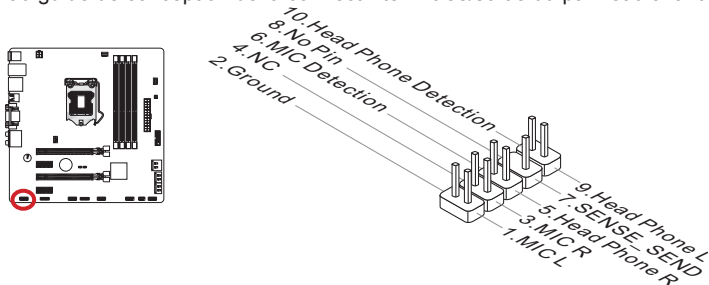 10.Head Phone Detection
8.No Pin
6.MIC Detection
4.NC
2.Ground
9.Head Phone L
7.SENSE_SEND
5.Head Phone R
3.MIC R
1.MIC L